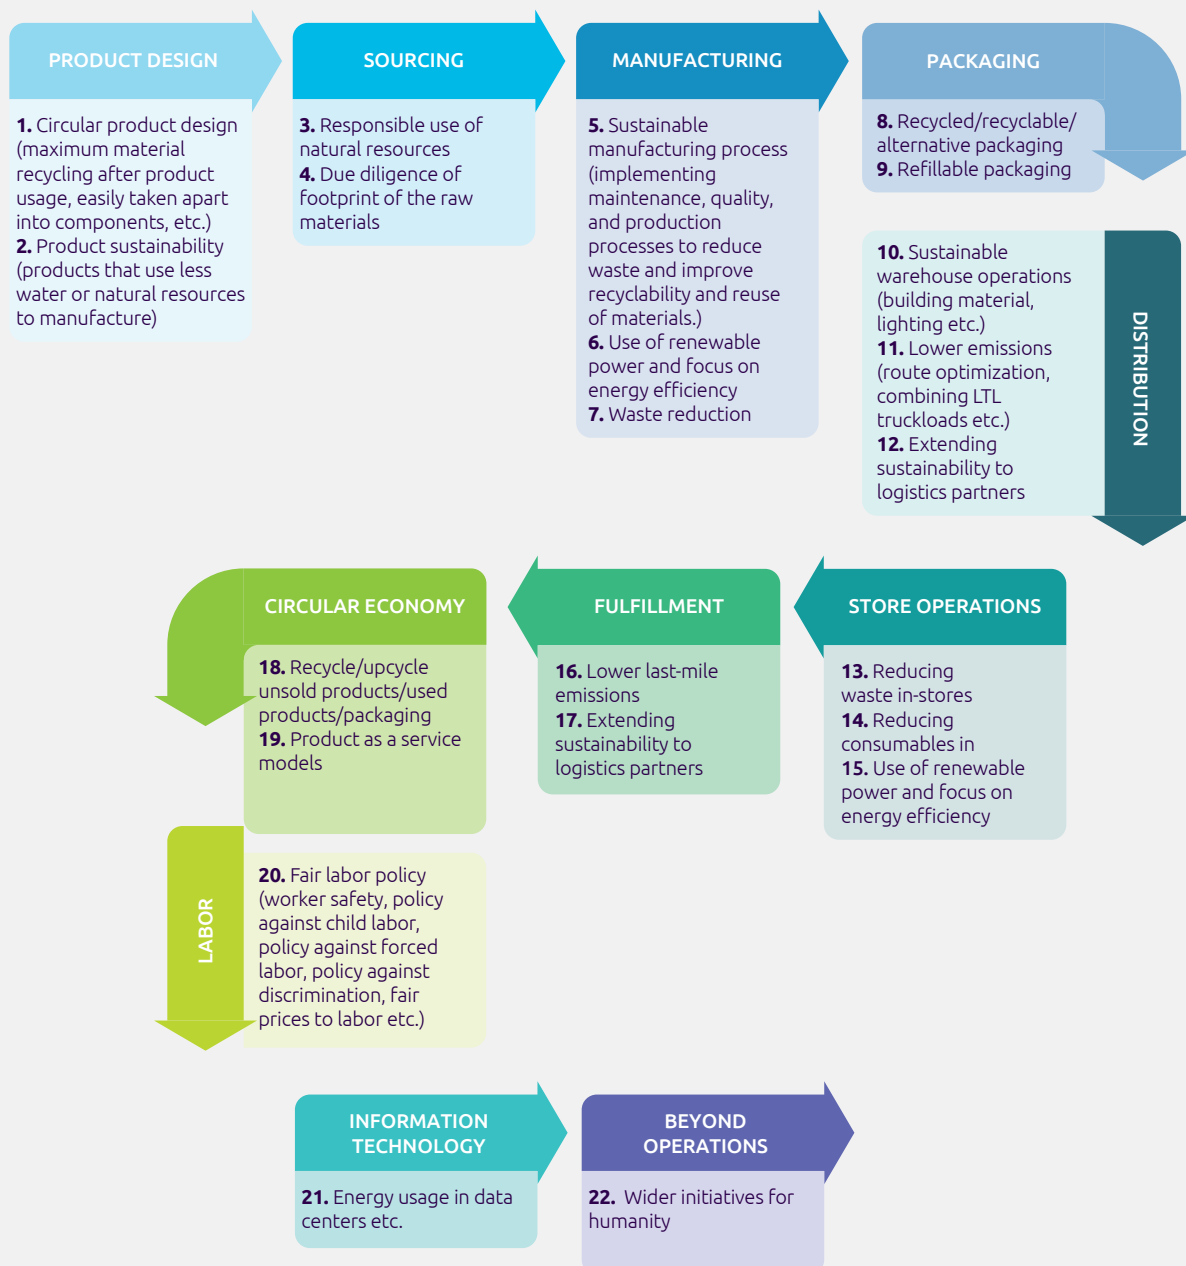 PRODUCT DESIGN
1. Circular product design
(maximum material
recycling after product
usage, easily taken apart
into components, etc.)
2. Product sustainability
(products that use less
water or natural resources
to manufacture)
SOURCING
3. Responsible use of
natural resources
4. Due diligence of
footprint of the raw
materials
MANUFACTURING
5. Sustainable
manufacturing process
(implementing
maintenance, quality,
and production
processes to reduce
waste and improve
recyclability and reuse
of materials.)
6. Use of renewable
power and focus on
energy efficiency
7. Waste reduction
PACKAGING
8. Recycled/recyclable/
alternative packaging
9. Refillable packaging
DISTRIBUTION
10. Sustainable
warehouse operations
(building material,
lighting etc.)
11. Lower emissions
(route optimization,
combining LTL
truckloads etc.)
12. Extending
sustainability to
logistics partners
STORE OPERATIONS
13. Reducing
waste in-stores
14. Reducing
consumables in
15. Use of renewable
power and focus on
energy efficiency
FULFILLMENT
16. Lower last-mile
emissions
17. Extending
sustainability to
logistics partners
CIRCULAR ECONOMY
18. Recycle/upcycle
unsold products/used
products/packaging
19. Product as a service
models
LABOR
20. Fair labor policy
(worker safety, policy
against child labor,
policy against forced
labor, policy against
discrimination, fair
prices to labor etc.)
INFORMATION
TECHNOLOGY
21. Energy usage in data
centers etc.
BEYOND
OPERATIONS
22. Wider initiatives for
humanity